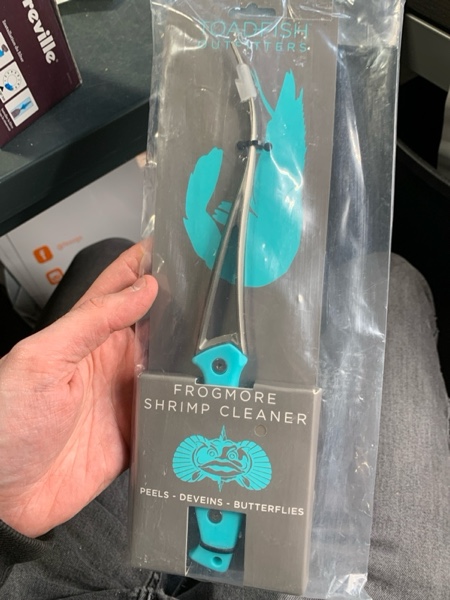 TOADFISH
OUTFITTERS
reville
FROGMORE
SHRIMP CLEANER
PEELS - DEVEINS - BUTTERFLIES